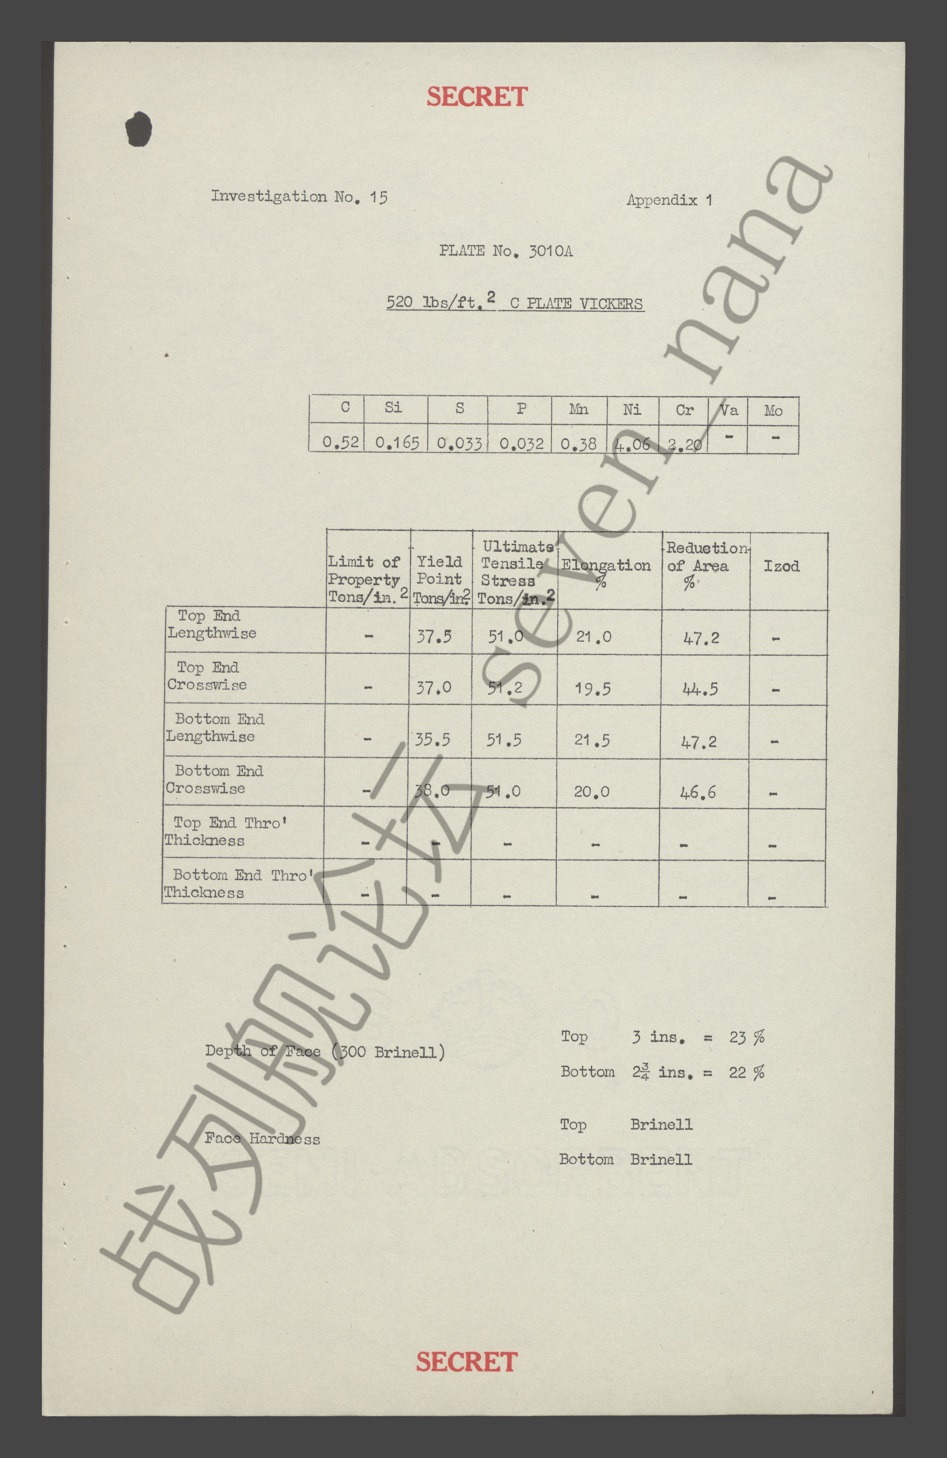 SECRET
Investigation No. 15 Appendix 1
PLATE No. 3010A
520 lbs/ft.² C PLATE VICKERS
C Si S P Mn Ni Cr Va Mo
0.52 0.165 0.033 0.032 0.38 4.06 2.20 - -
Limit of Property Tons/in.² Yield Point Tons/in² Ultimate Tensile Stress Tons/in.² Elongation % Reduction of Area % Izod
Top End Lengthwise - 37.5 51.0 21.0 47.2 -
Top End Crosswise - 37.0 51.2 19.5 44.5 -
Bottom End Lengthwise - 35.5 51.5 21.5 47.2 -
Bottom End Crosswise - 38.0 51.0 20.0 46.6 -
Top End Thro' Thickness - - - - - -
Bottom End Thro' Thickness - - - - - -
Depth of Face (300 Brinell) Top 3 ins. = 23 %
Bottom 2¾ ins. = 22 %
Face Hardness Top Brinell
Bottom Brinell
SECRET
战列舰论坛 seven_nana